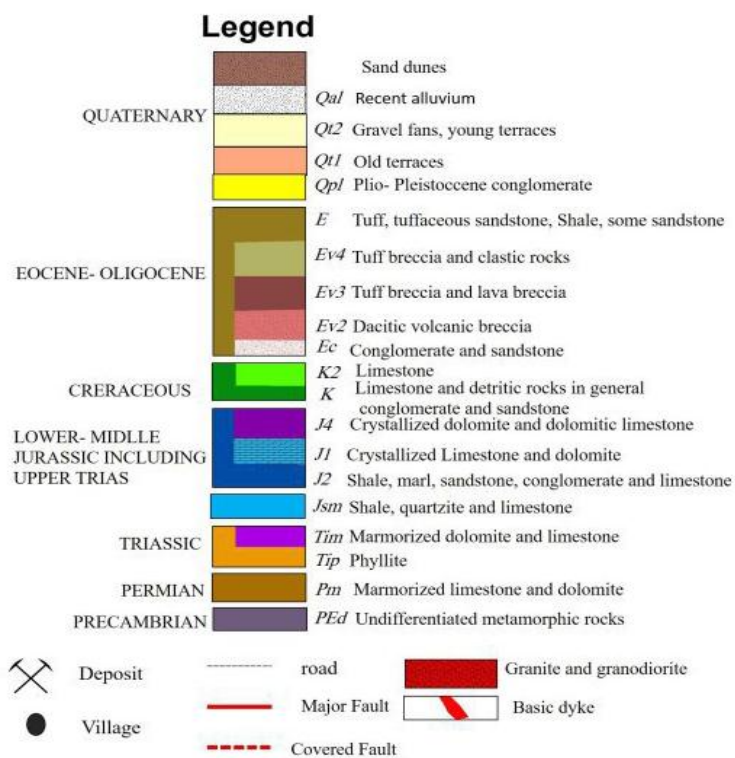 Legend
Sand dunes
Qal Recent alluvium
QUATERNARY
Qt2 Gravel fans, young terraces
Qt1 Old terraces
Qpl Plio- Pleistoccene conglomerate
E Tuff, tuffaceous sandstone, Shale, some sandstone
EOCENE- OLIGOCENE
Ev4 Tuff breccia and clastic rocks
Ev3 Tuff breccia and lava breccia
Ev2 Dacitic volcanic breccia
Ec Conglomerate and sandstone
K2 Limestone
CRERACEOUS
K Limestone and detritic rocks in general
conglomerate and sandstone
J4 Crystallized dolomite and dolomitic limestone
LOWER- MIDLLE
JURASSIC INCLUDING
UPPER TRIAS
J1 Crystallized Limestone and dolomite
J2 Shale, marl, sandstone, conglomerate and limestone
Jsm Shale, quartzite and limestone
TRIASSIC
Tim Marmorized dolomite and limestone
Tip Phyllite
PERMIAN
Pm Marmorized limestone and dolomite
PRECAMBRIAN
PEd Undifferentiated metamorphic rocks
Deposit
road
Granite and granodiorite
Village
Major Fault
Basic dyke
Covered Fault